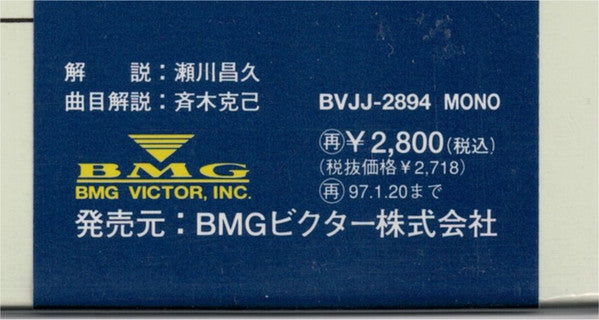 解　説：瀬川昌久
曲目解説：斉木克己
BVJJ-2894 MONO
再¥2,800(税込)
(税抜価格¥2,718)
再97.1.20まで
BMG
BMG VICTOR, INC.
発売元：BMGビクター株式会社